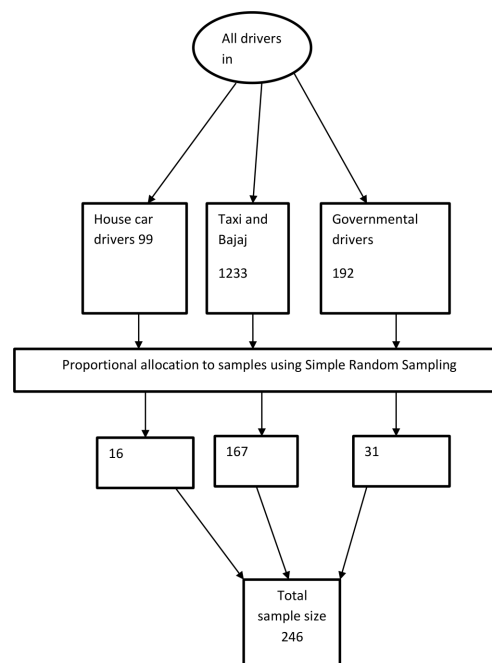 All drivers
in
House car
drivers 99
Taxi and
Bajaj
1233
Governmental
drivers
192
Proportional allocation to samples using Simple Random Sampling
16
167
31
Total
sample size
246